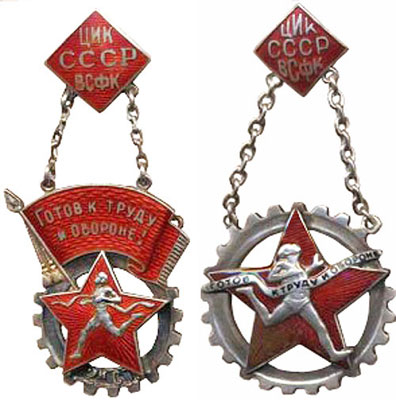 ЦИК
СССР
ВСФК
ГОТОВ К ТРУДУ
И ОБОРОНЕ!
ЦИК
СССР
ВСФК
ГОТОВ К ТРУДУ И ОБОРОНЕ